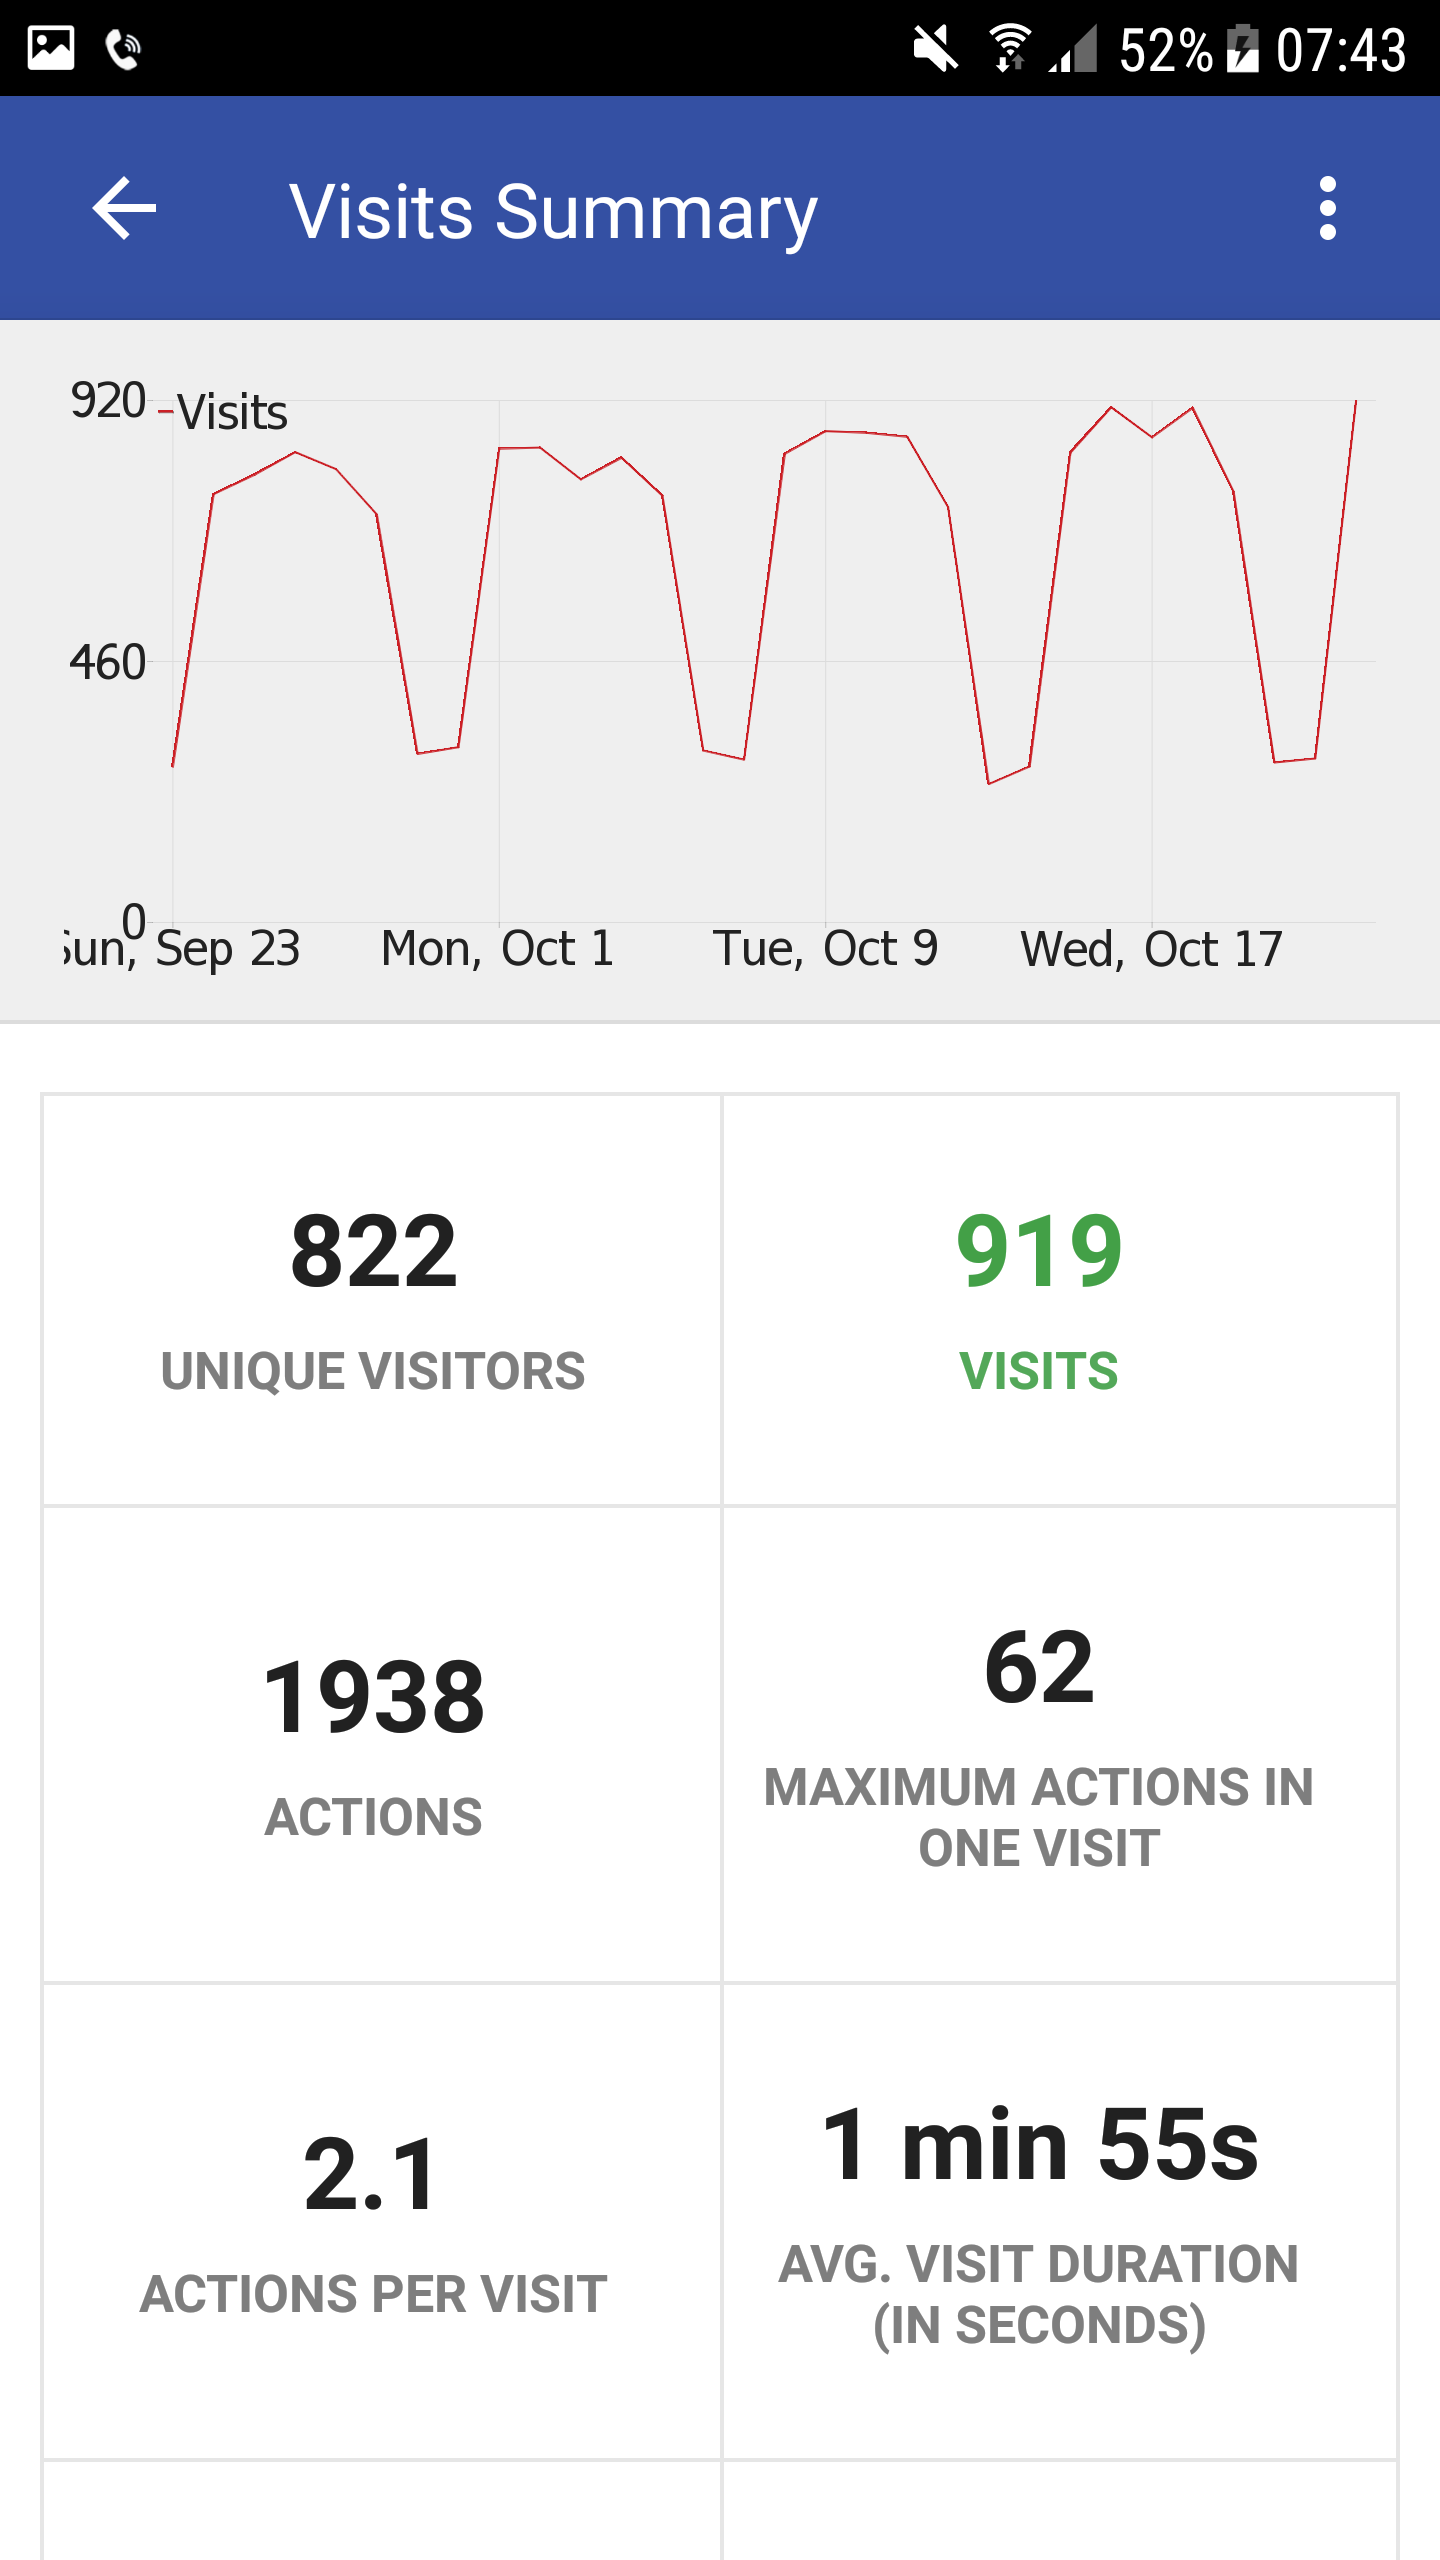 52% 07:43
Visits Summary
920
Visits
460
0
Sun, Sep 23 Mon, Oct 1 Tue, Oct 9 Wed, Oct 17
822 919
UNIQUE VISITORS VISITS
1938 62
ACTIONS MAXIMUM ACTIONS IN
ONE VISIT
2.1 1 min 55s
ACTIONS PER VISIT AVG. VISIT DURATION
(IN SECONDS)